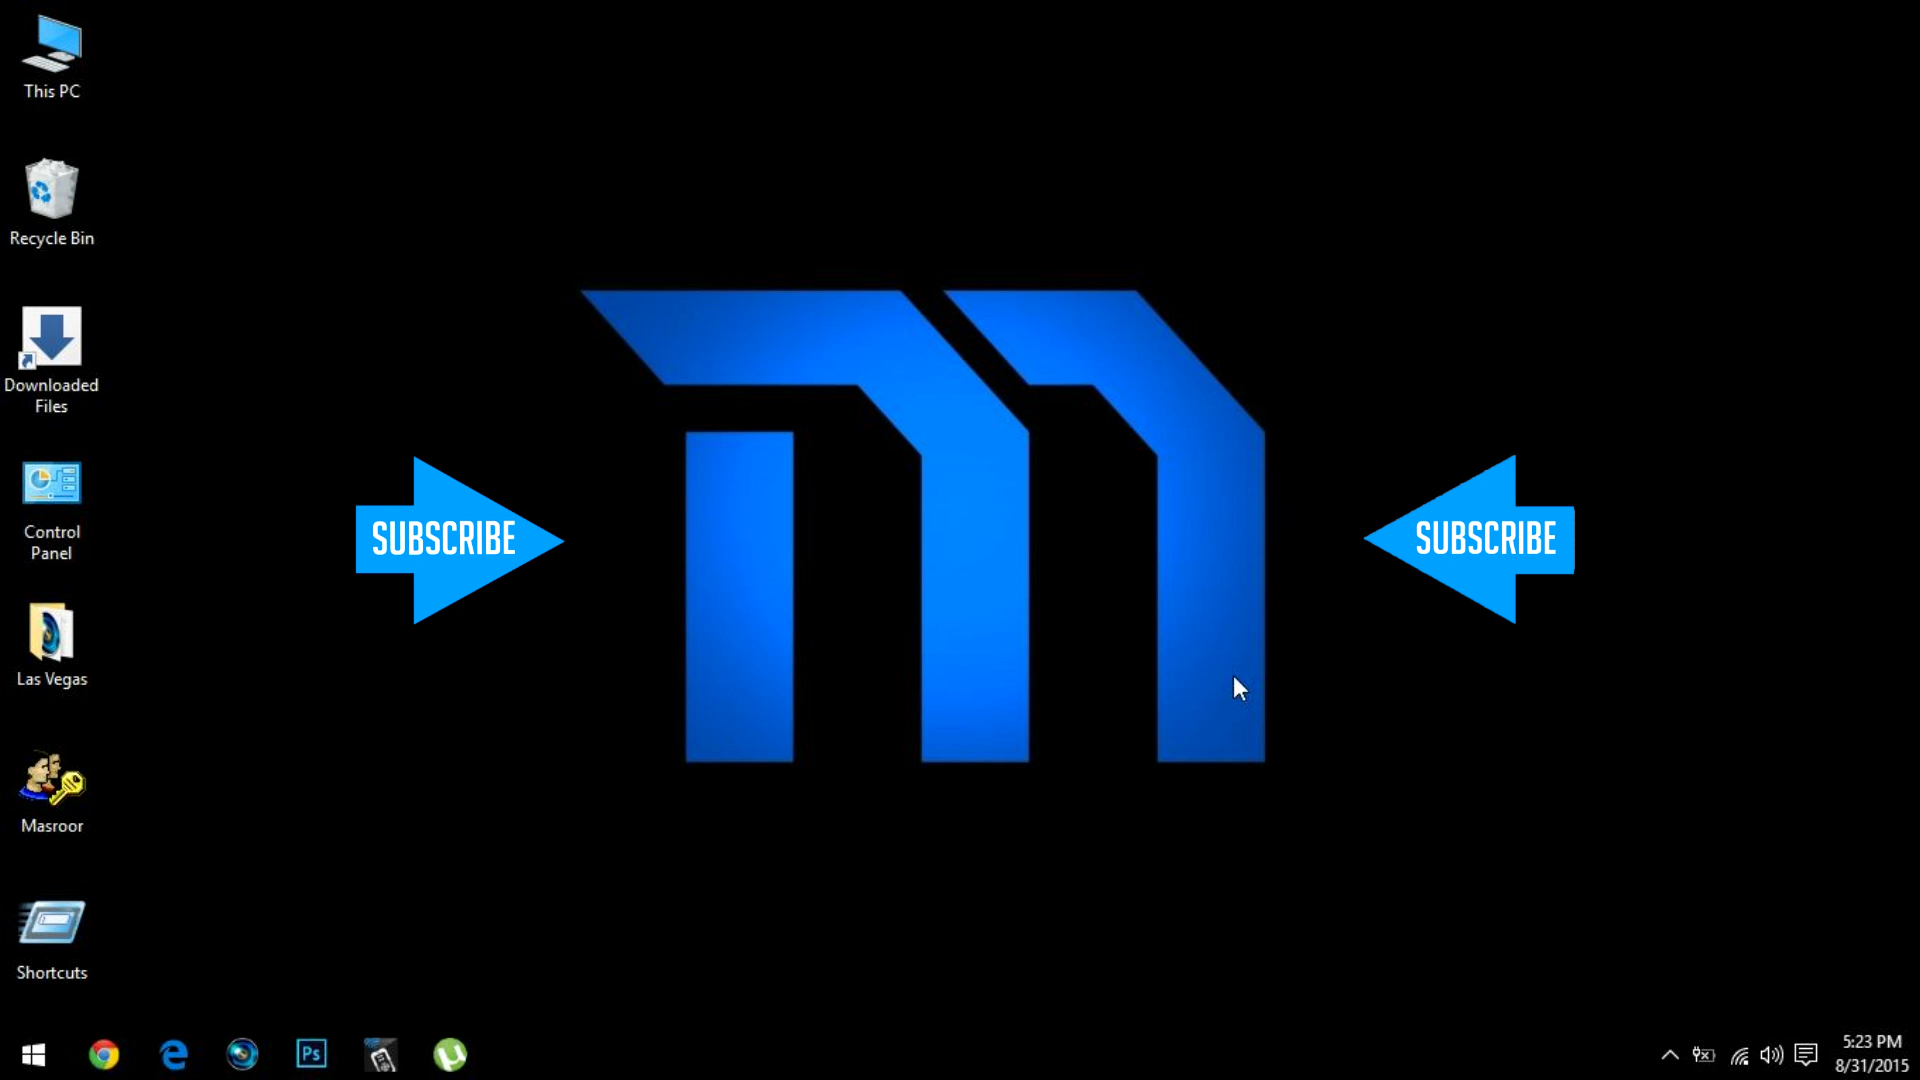 This PC
Recycle Bin
Downloaded
Files
Control
Panel
Las Vegas
Masroor
Shortcuts
SUBSCRIBE
SUBSCRIBE
Ps
5:23 PM
8/31/2015